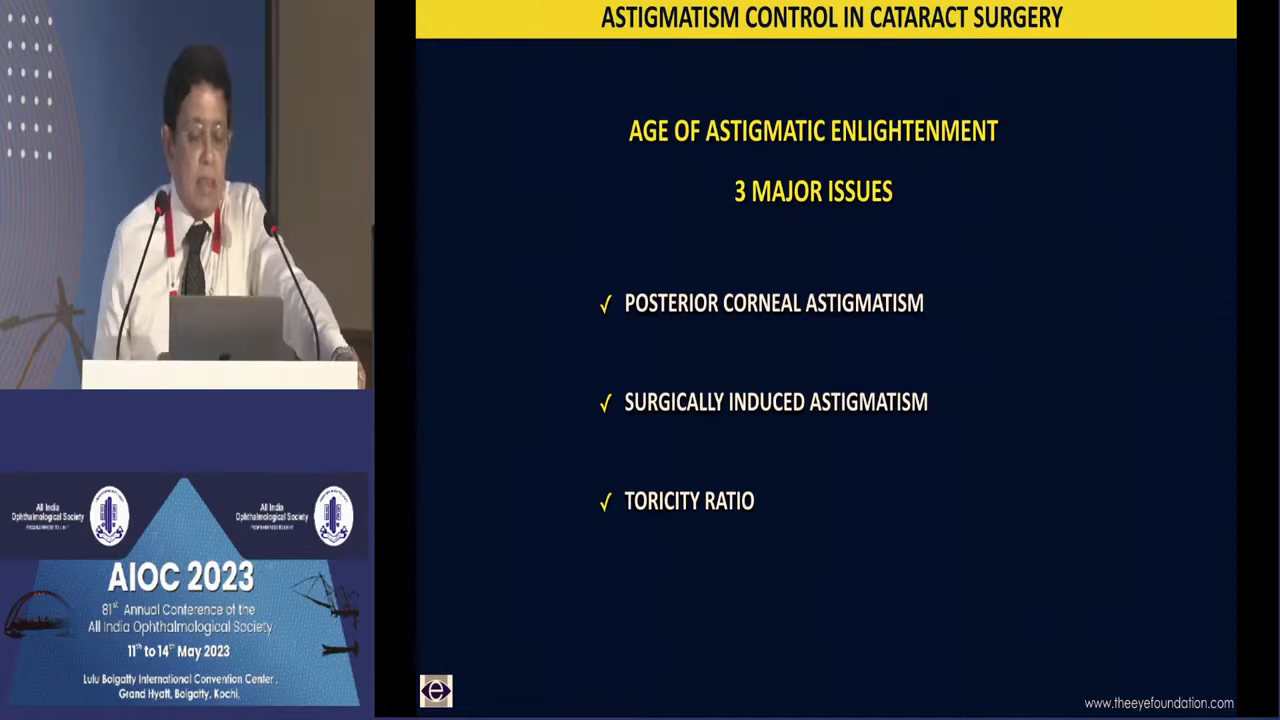 ASTIGMATISM CONTROL IN CATARACT SURGERY
AGE OF ASTIGMATIC ENLIGHTENMENT
3 MAJOR ISSUES
√ POSTERIOR CORNEAL ASTIGMATISM
√ SURGICALLY INDUCED ASTIGMATISM
√ TORICITY RATIO
e
www.theeyefoundation.com
All India
Ophthalmological Society
All India
Ophthalmological Society
AIOC 2023
81st Annual Conference of the
All India Ophthalmological Society
11th to 14th May 2023
Lulu Bolgatty International Convention Center,
Grand Hyatt, Bolgatty, Kochi.